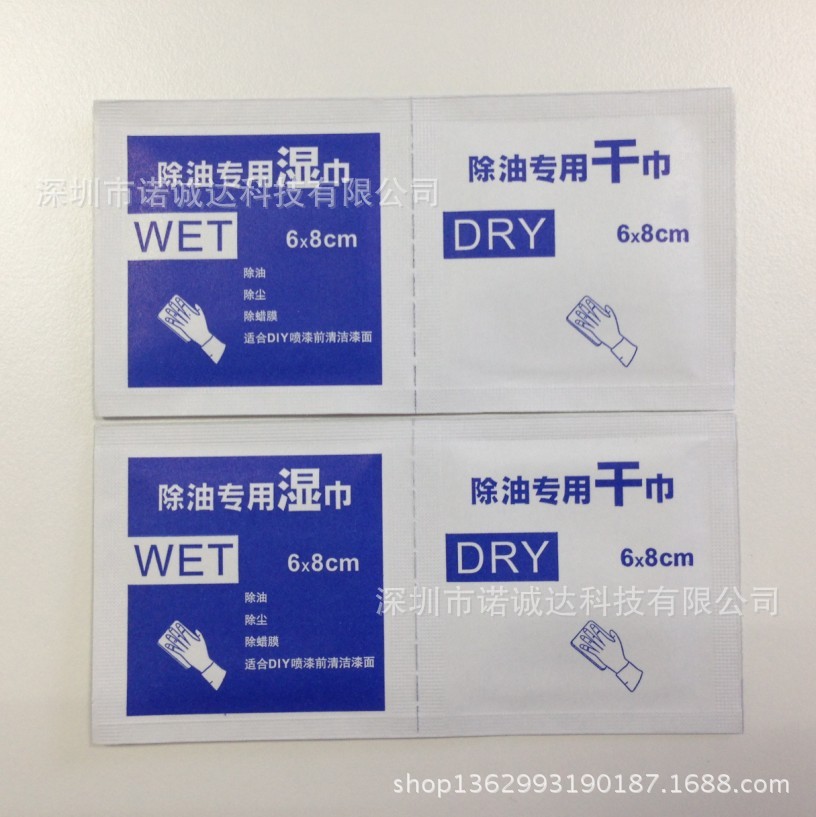 除油专用湿巾
深圳市诺诚达科技有限公司
WET
6x8cm
除油
除尘
除蜡膜
适合DIY喷漆前清洁漆面
除油专用干巾
DRY
6x8cm
除油专用湿巾
WET
6x8cm
除油
除尘
除蜡膜
适合DIY喷漆前清洁漆面
除油专用干巾
DRY
6x8cm
深圳市诺诚达科技有限公司
shop1362993190187.1688.com